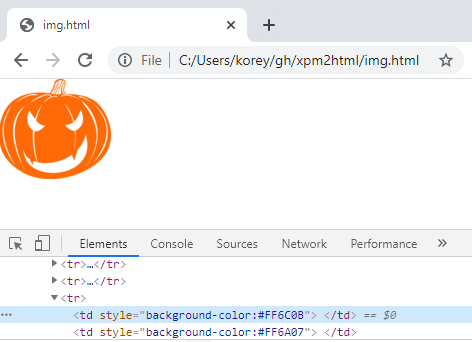 img.html
File | C:/Users/korey/gh/xpm2html/img.html
Elements Console Sources Network Performance »
<tr>…</tr>
<tr>…</tr>
<tr>
<td style="background-color:#FF6C0B"> </td> == $0
<td style="background-color:#FF6A07"> </td>